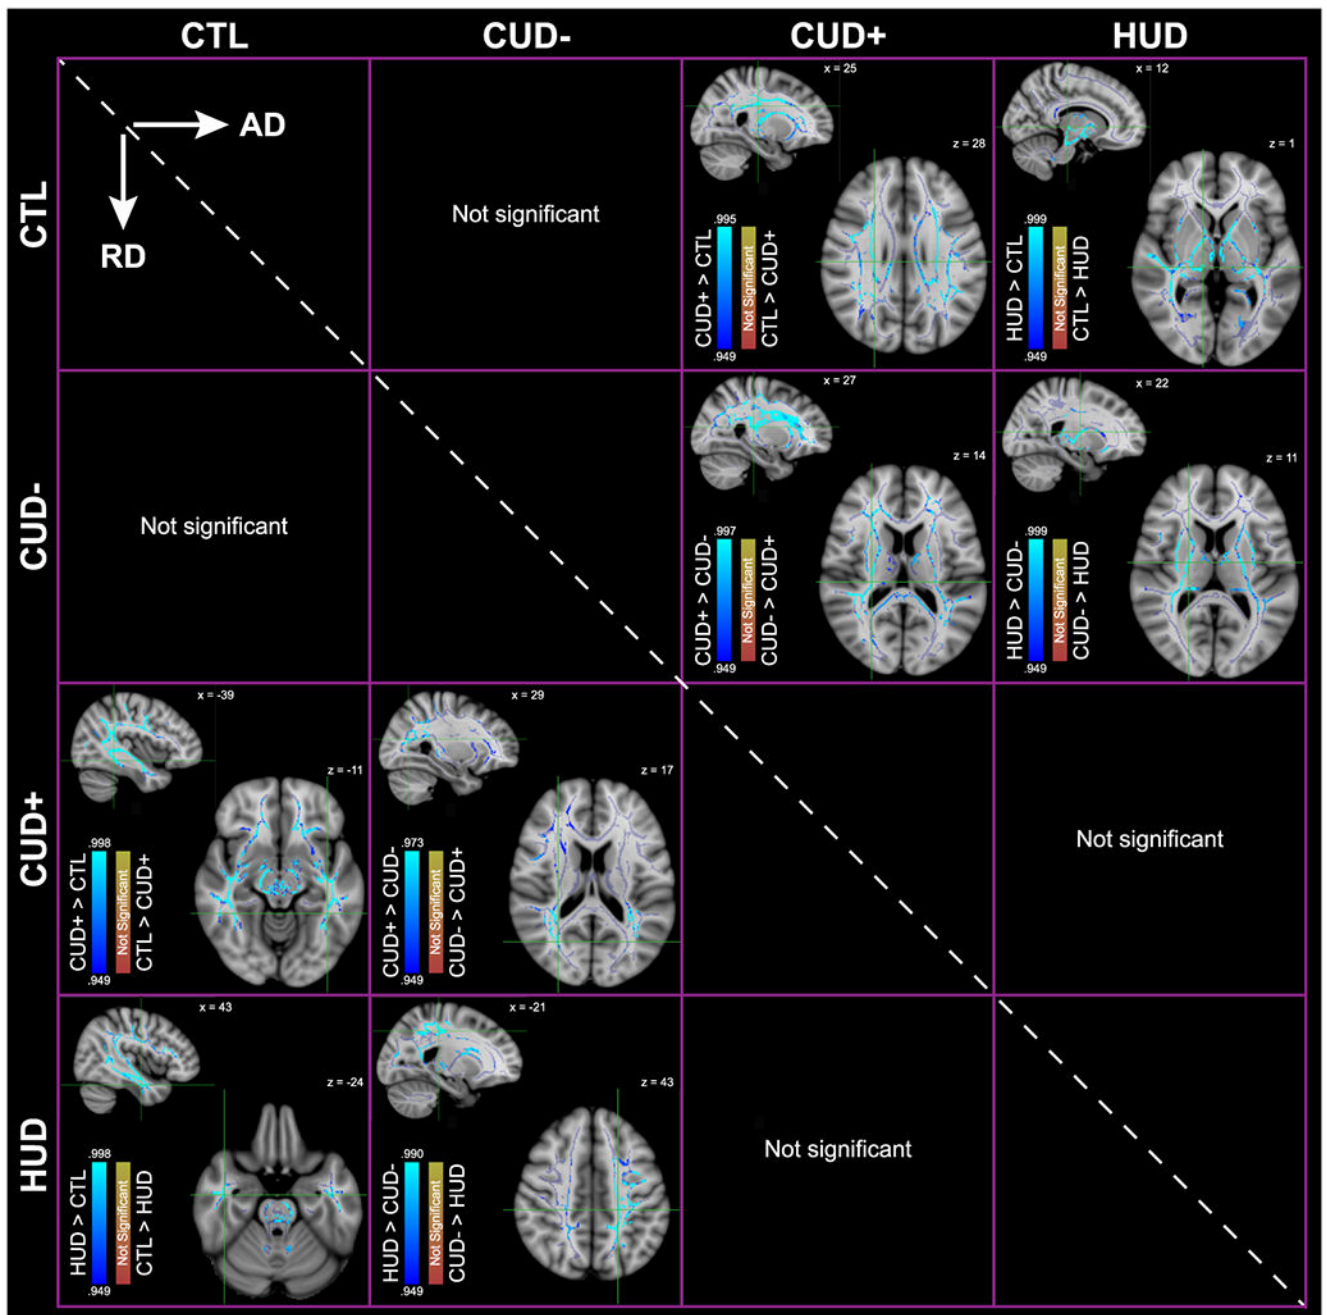 CTL
CUD-
CUD+
HUD
CTL
AD
RD
Not significant
x = 25
z = 28
.995
.949
CUD+ > CTL
Not Significant
CTL > CUD+
x = 12
z = 1
.999
.949
HUD > CTL
Not Significant
CTL > HUD
CUD-
Not significant
x = 27
z = 14
.997
.949
CUD+ > CUD-
Not Significant
CUD- > CUD+
x = 22
z = 11
.999
.949
HUD > CUD-
Not Significant
CUD- > HUD
CUD+
x = -39
z = -11
.998
.949
CUD+ > CTL
Not Significant
CTL > CUD+
x = 29
z = 17
.973
.949
CUD+ > CUD-
Not Significant
CUD- > CUD+
Not significant
HUD
x = 43
z = -24
.998
.949
HUD > CTL
Not Significant
CTL > HUD
x = -21
z = 43
.990
.949
HUD > CUD-
Not Significant
CUD- > HUD
Not significant